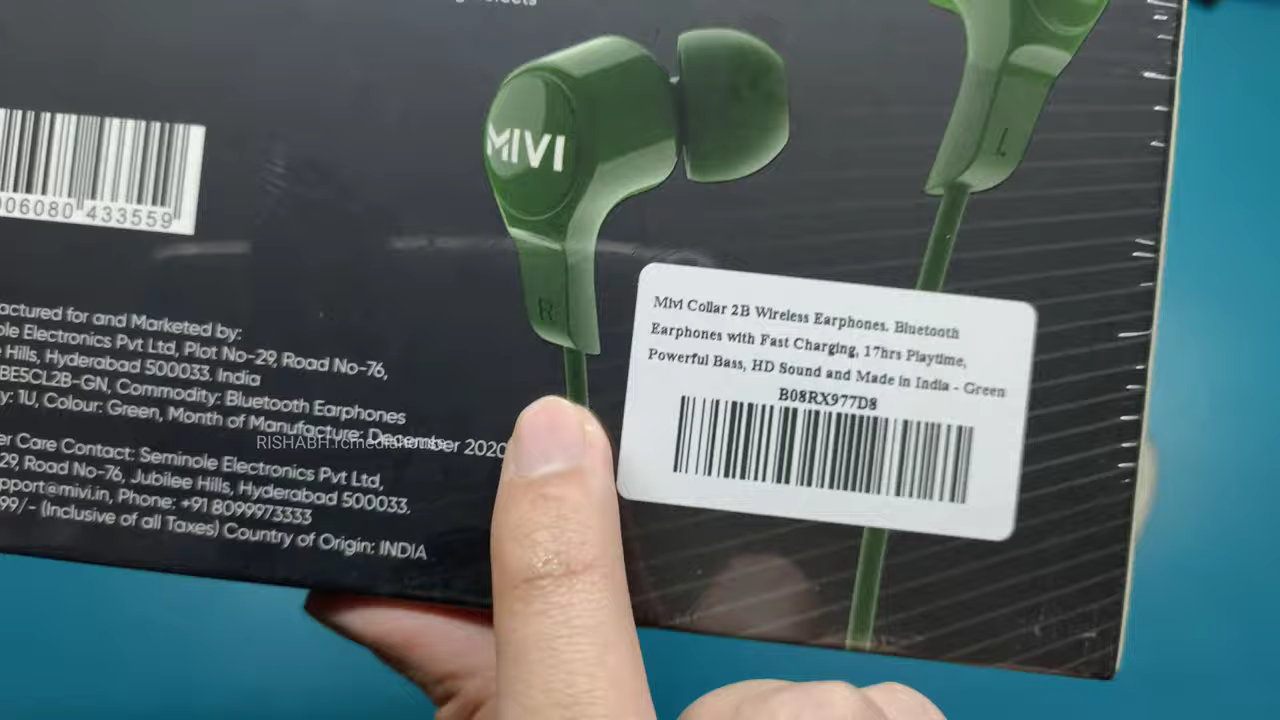 MIVI
L
R
06080 433559
Mivi Collar 2B Wireless Earphones. Bluetooth
Earphones with Fast Charging, 17hrs Playtime,
Powerful Bass, HD Sound and Made in India - Green
B08RX977D8
actured for and Marketed by:
ole Electronics Pvt Ltd, Plot No-29, Road No-76,
e Hills, Hyderabad 500033. India
BE5CL2B-GN, Commodity: Bluetooth Earphones
y: 1U, Colour: Green, Month of Manufacture: December 2020
er Care Contact: Seminole Electronics Pvt Ltd,
29, Road No-76, Jubilee Hills, Hyderabad 500033.
pport@mivi.in, Phone: +91 8099973333
99/- (Inclusive of all Taxes) Country of Origin: INDIA